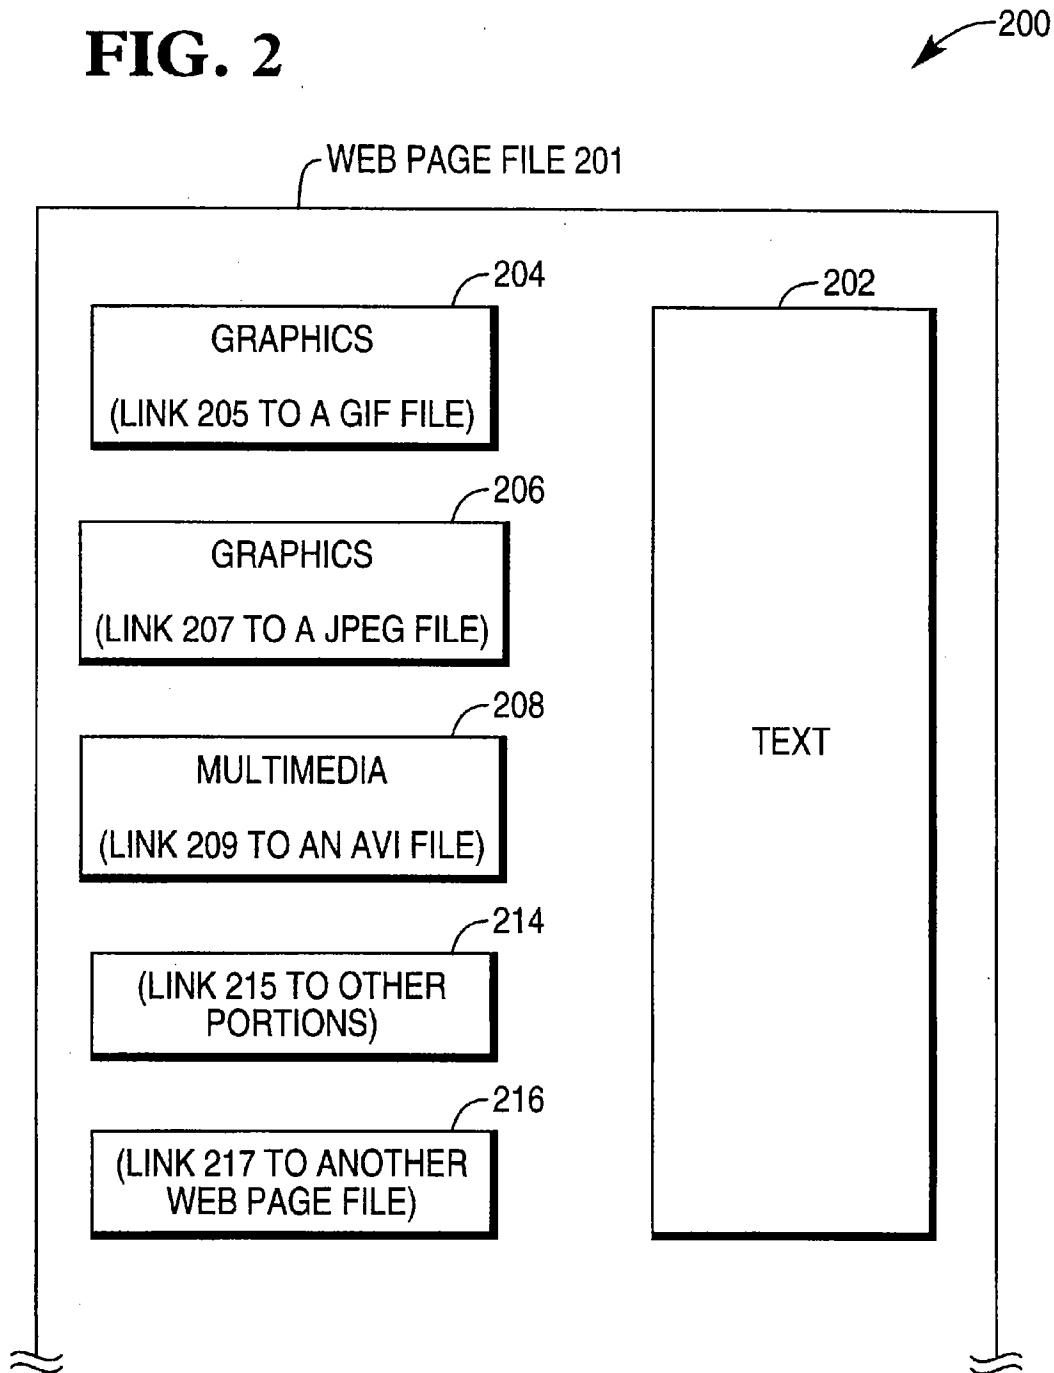 FIG. 2
200
WEB PAGE FILE 201
204
GRAPHICS
(LINK 205 TO A GIF FILE)
206
GRAPHICS
(LINK 207 TO A JPEG FILE)
208
MULTIMEDIA
(LINK 209 TO AN AVI FILE)
214
(LINK 215 TO OTHER
PORTIONS)
216
(LINK 217 TO ANOTHER
WEB PAGE FILE)
202
TEXT